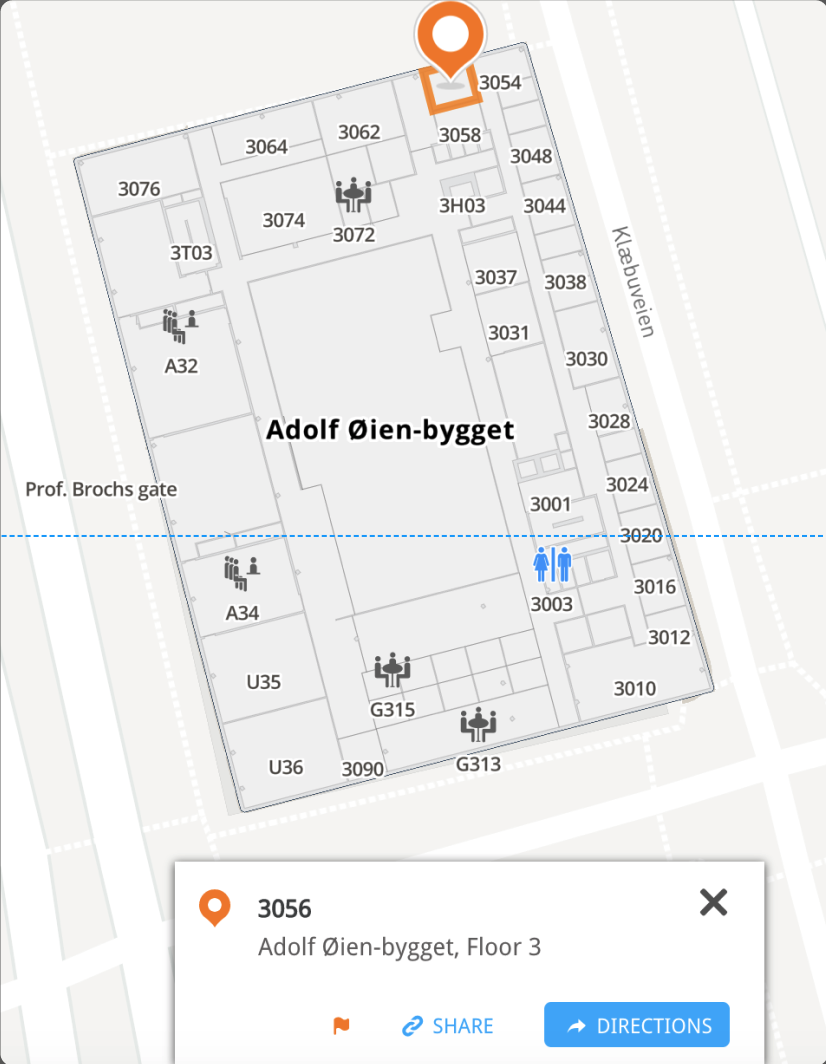 3054
3062
3058
3064
3048
3076
3H03
3044
3074
3072
3T03
3037
3038
3031
3030
A32
Klæbuveien
3028
Adolf Øien-bygget
3024
Prof. Brochs gate
3001
3020
3016
3003
A34
3012
U35
3010
G315
G313
U36
3090
3056
Adolf Øien-bygget, Floor 3
SHARE
DIRECTIONS